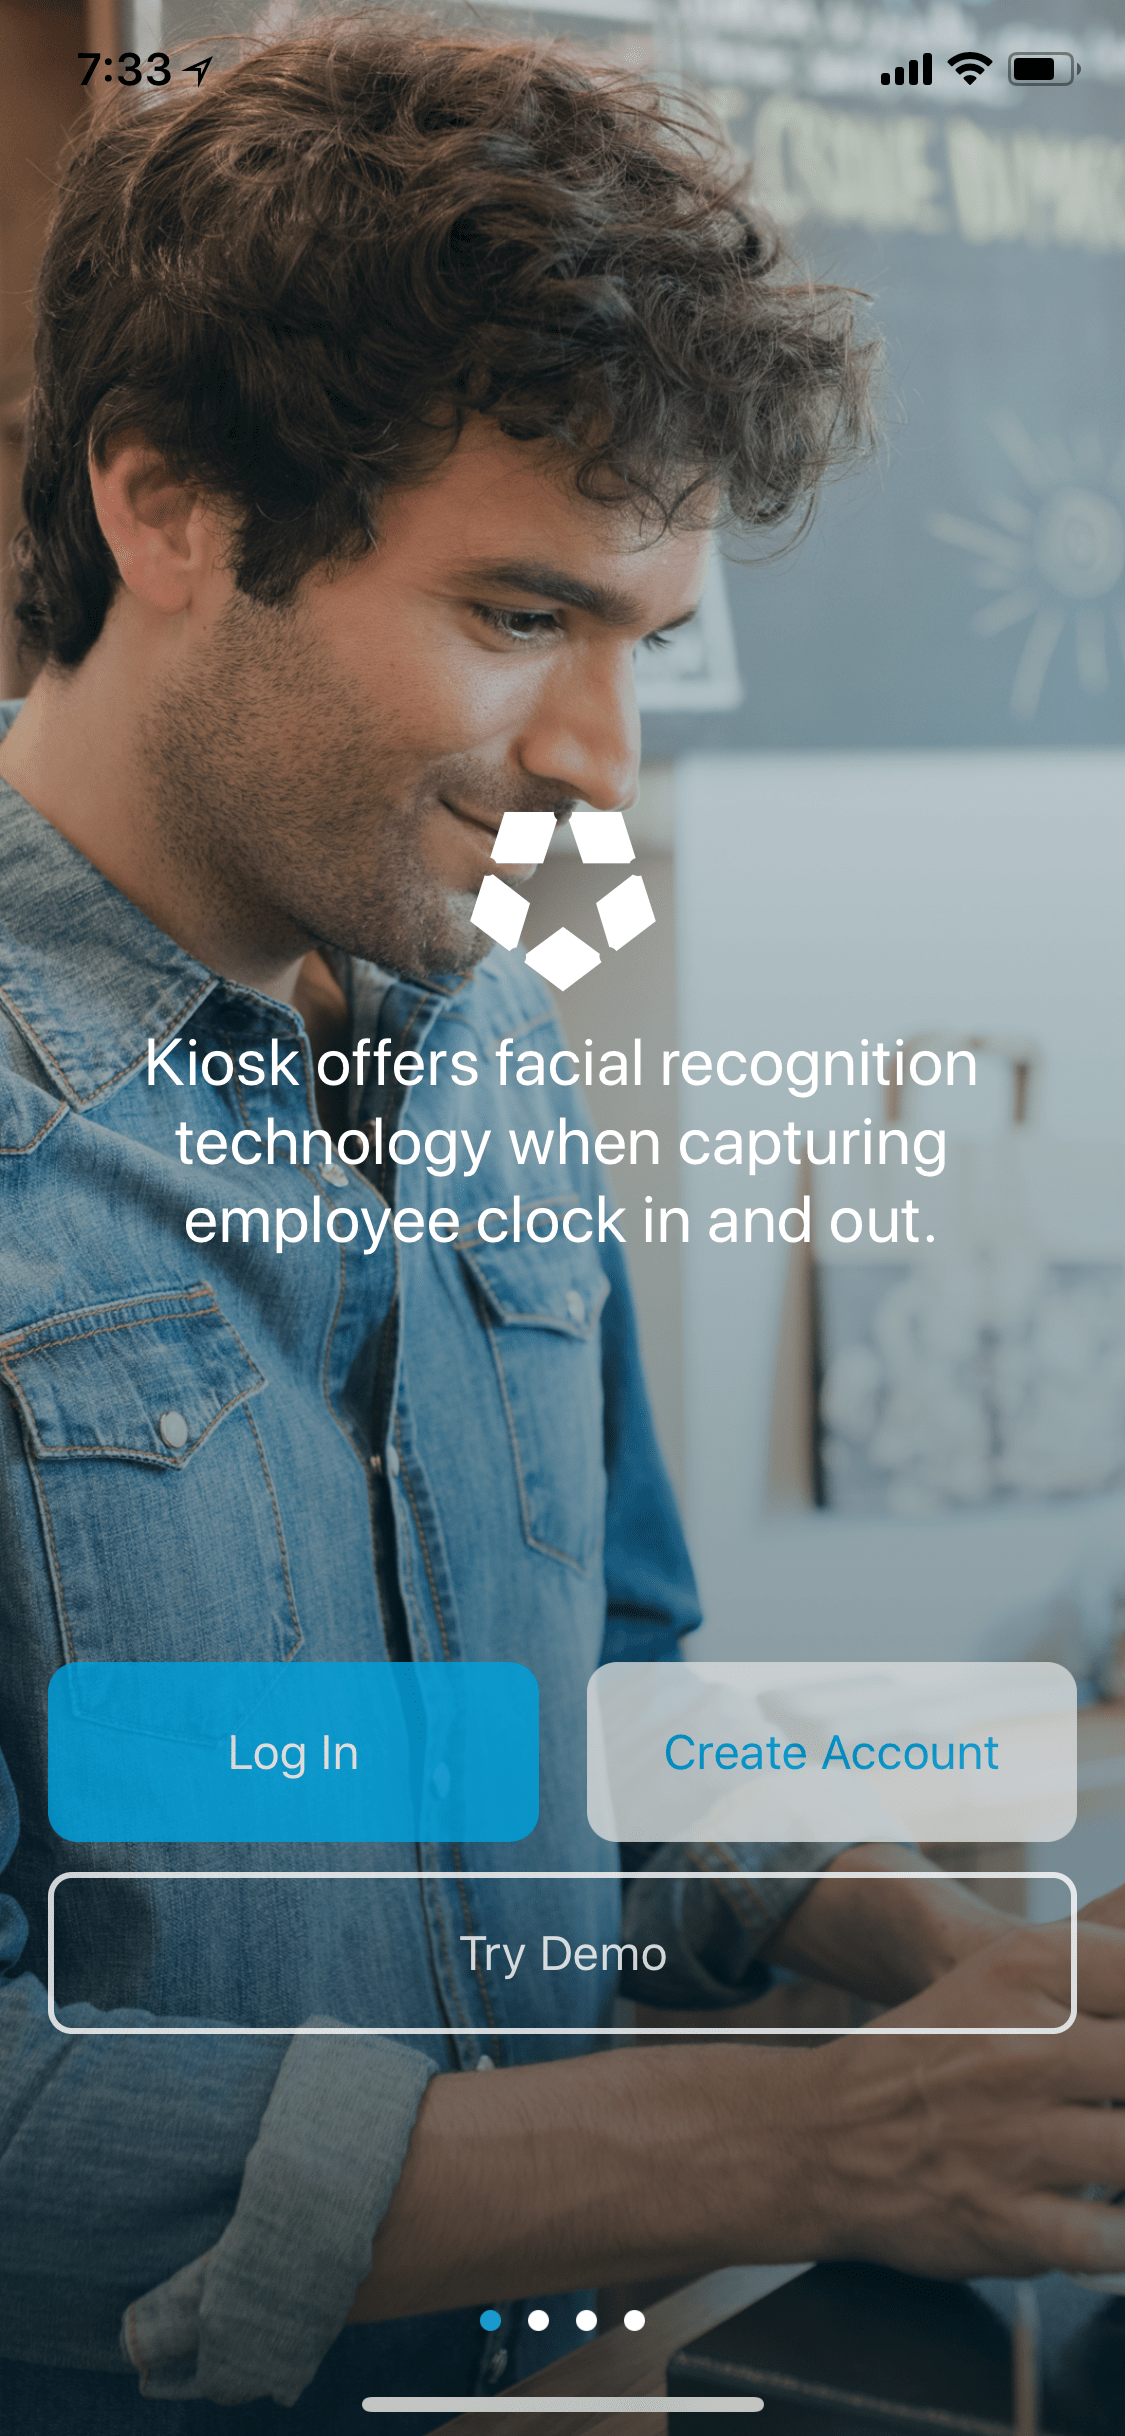 7:33
Kiosk offers facial recognition
technology when capturing
employee clock in and out.
Log In
Create Account
Try Demo